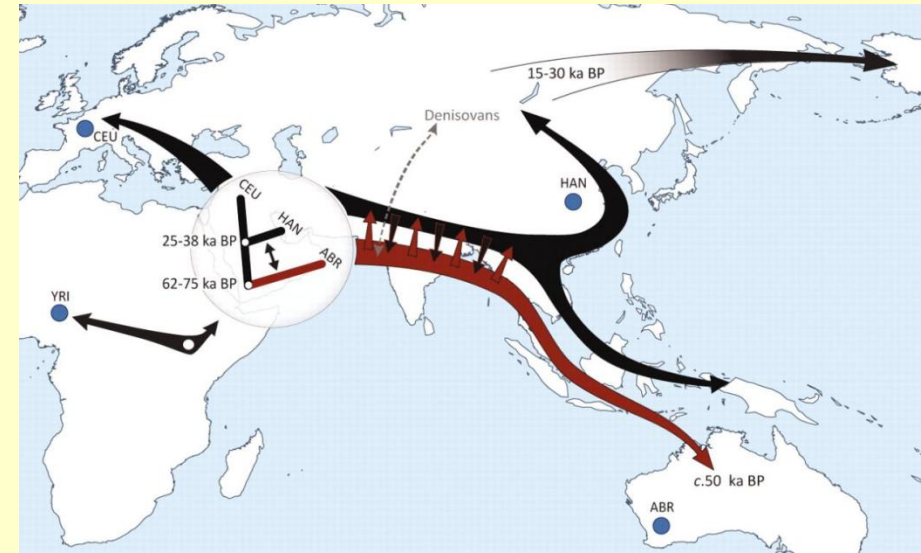 15-30 ka BP
Denisovans
CEU
CEU
HAN
HAN
25-38 ka BP
ABR
62-75 ka BP
YRI
c.50 ka BP
ABR